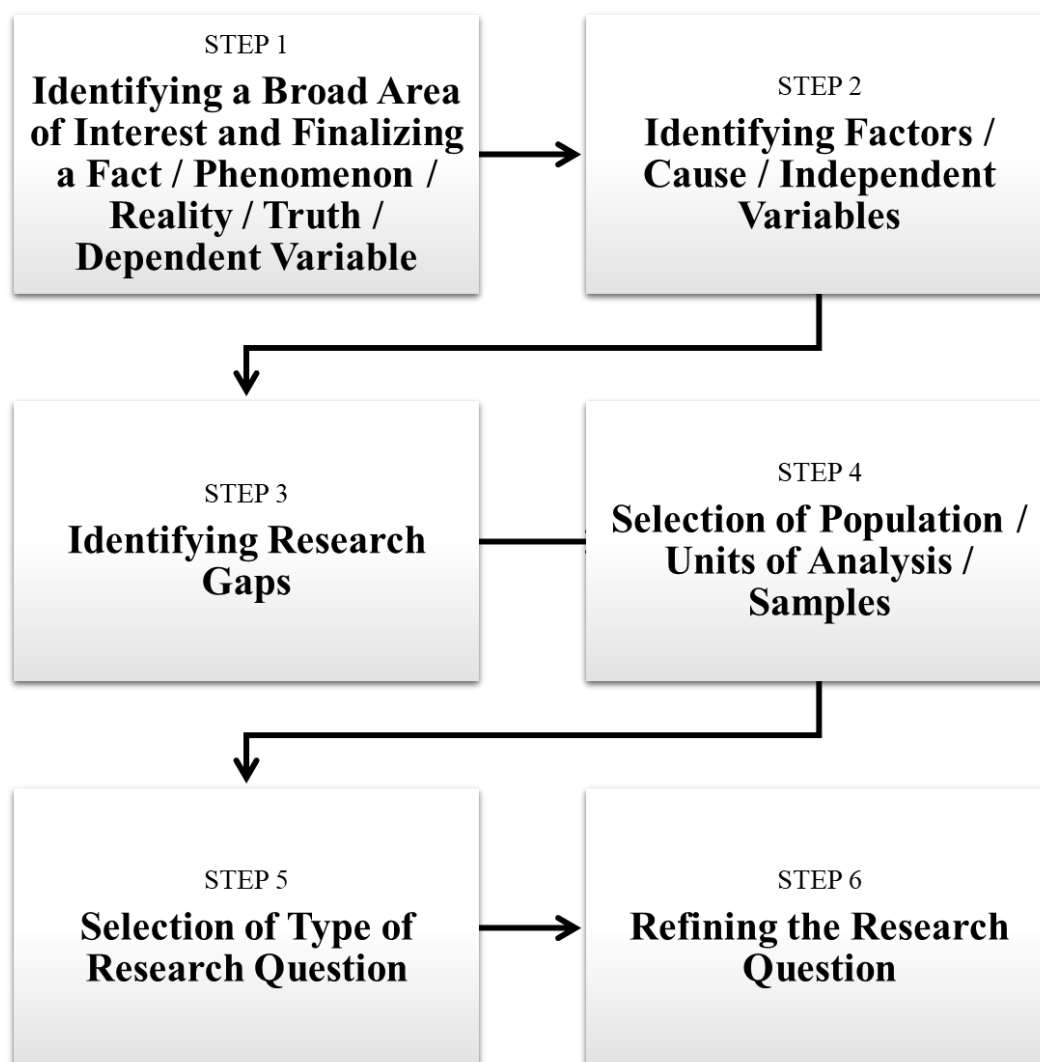 STEP 1
Identifying a Broad Area
of Interest and Finalizing
a Fact / Phenomenon /
Reality / Truth /
Dependent Variable
STEP 2
Identifying Factors /
Cause / Independent
Variables
STEP 3
Identifying Research
Gaps
STEP 4
Selection of Population /
Units of Analysis /
Samples
STEP 5
Selection of Type of
Research Question
STEP 6
Refining the Research
Question